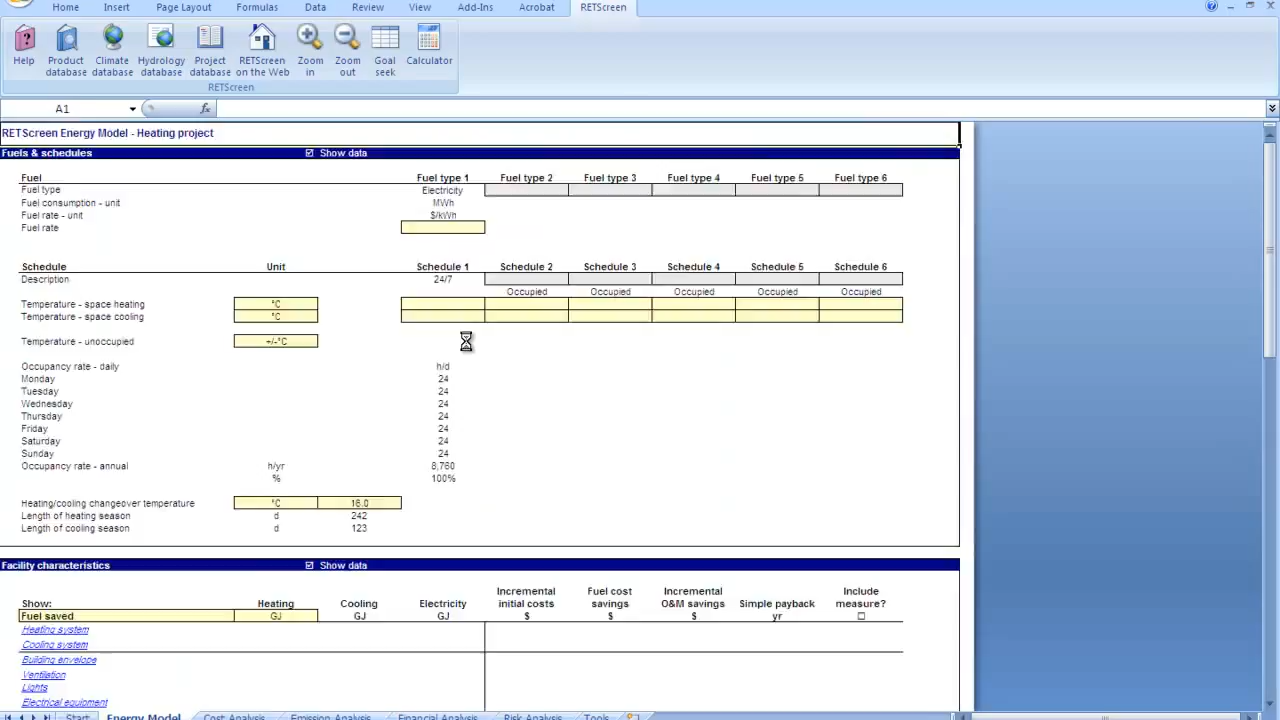 Home Insert Page Layout Formulas Data Review View Add-Ins Acrobat RETScreen
Help Product database Climate database Hydrology database Project database RETScreen on the Web Zoom in Zoom out Goal seek Calculator
RETScreen
A1 fx
RETScreen Energy Model - Heating project
Fuels & schedules Show data
Fuel Fuel type 1 Fuel type 2 Fuel type 3 Fuel type 4 Fuel type 5 Fuel type 6
Fuel type Electricity
Fuel consumption - unit MWh
Fuel rate - unit $/kWh
Fuel rate
Schedule Unit Schedule 1 Schedule 2 Schedule 3 Schedule 4 Schedule 5 Schedule 6
Description 24/7
Occupied Occupied Occupied Occupied Occupied
Temperature - space heating °C
Temperature - space cooling °C
Temperature - unoccupied +/-°C
Occupancy rate - daily h/d
Monday 24
Tuesday 24
Wednesday 24
Thursday 24
Friday 24
Saturday 24
Sunday 24
Occupancy rate - annual h/yr 8,760
% 100%
Heating/cooling changeover temperature °C 16.0
Length of heating season d 242
Length of cooling season d 123
Facility characteristics Show data
Show: Heating Cooling Electricity Incremental initial costs Fuel cost savings Incremental O&M savings Simple payback Include measure?
Fuel saved GJ GJ GJ $ $ $ yr
Heating system
Cooling system
Building envelope
Ventilation
Lights
Electrical equipment
Start Energy Model Cost Analysis Emission Analysis Financial Analysis Risk Analysis Tools